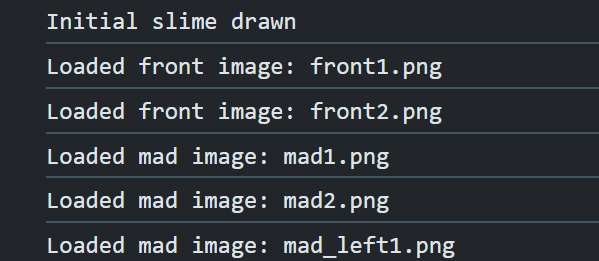 Initial slime drawn
Loaded front image: front1.png
Loaded front image: front2.png
Loaded mad image: mad1.png
Loaded mad image: mad2.png
Loaded mad image: mad_left1.png